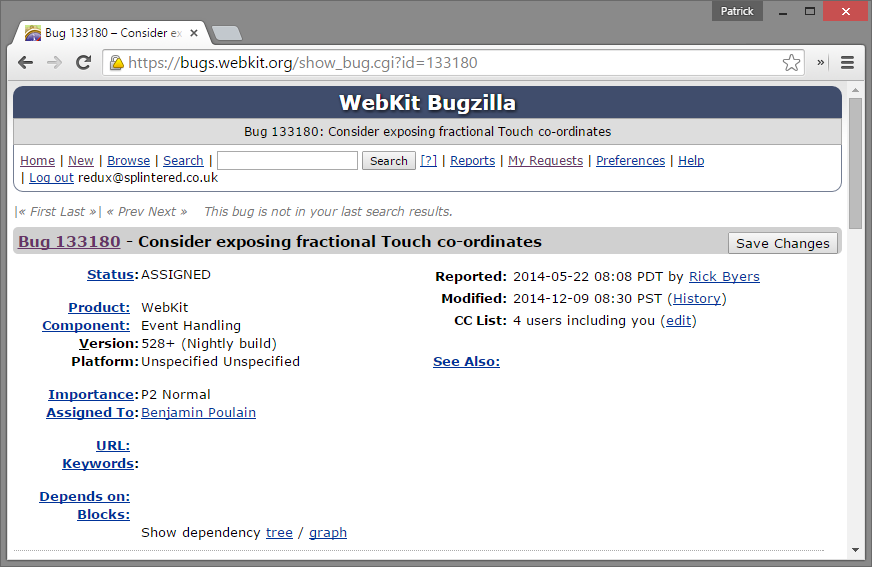 Patrick
Bug 133180 – Consider ex
https://bugs.webkit.org/show_bug.cgi?id=133180
»
WebKit Bugzilla
Bug 133180: Consider exposing fractional Touch co-ordinates
Home | New | Browse | Search | Search [?] | Reports | My Requests | Preferences | Help
| Log out redux@splintered.co.uk
|« First Last »| « Prev Next » This bug is not in your last search results.
Bug 133180 - Consider exposing fractional Touch co-ordinates Save Changes
Status: ASSIGNED
Product: WebKit
Component: Event Handling
Version: 528+ (Nightly build)
Platform: Unspecified Unspecified
Importance: P2 Normal
Assigned To: Benjamin Poulain
URL:
Keywords:
Depends on:
Blocks:
Show dependency tree / graph
Reported: 2014-05-22 08:08 PDT by Rick Byers
Modified: 2014-12-09 08:30 PST (History)
CC List: 4 users including you (edit)
See Also: